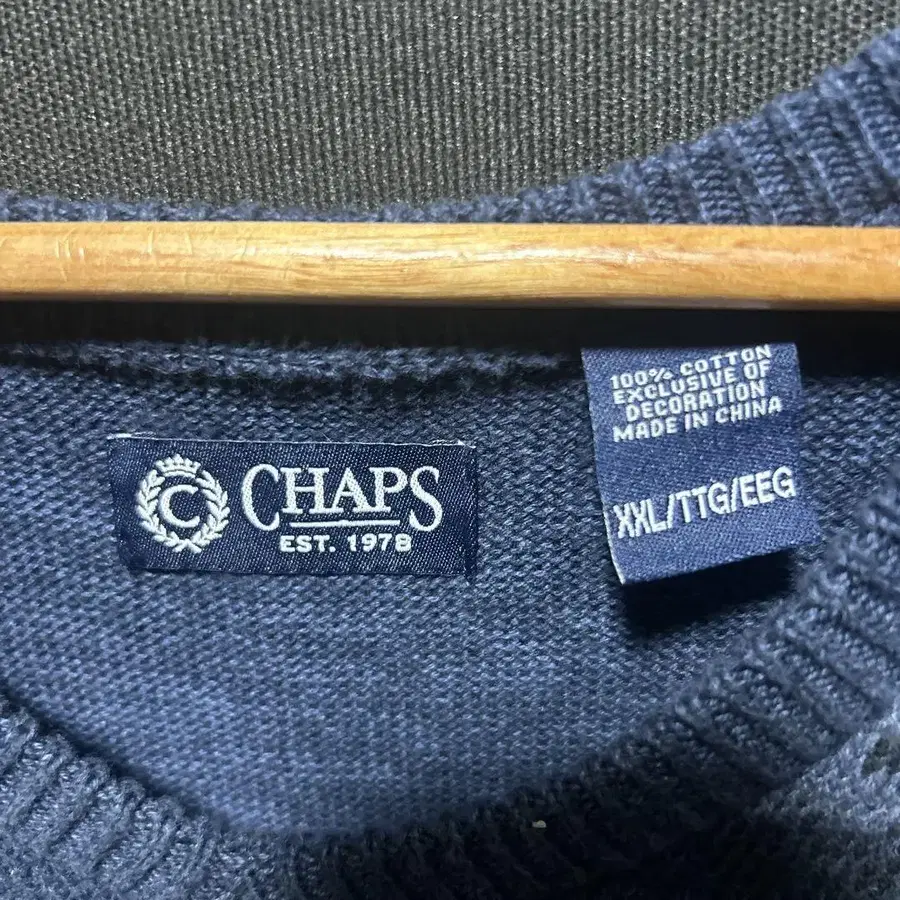 C CHAPS
EST. 1978
100% COTTON
EXCLUSIVE OF
DECORATION
MADE IN CHINA
XXL/TTG/EEG